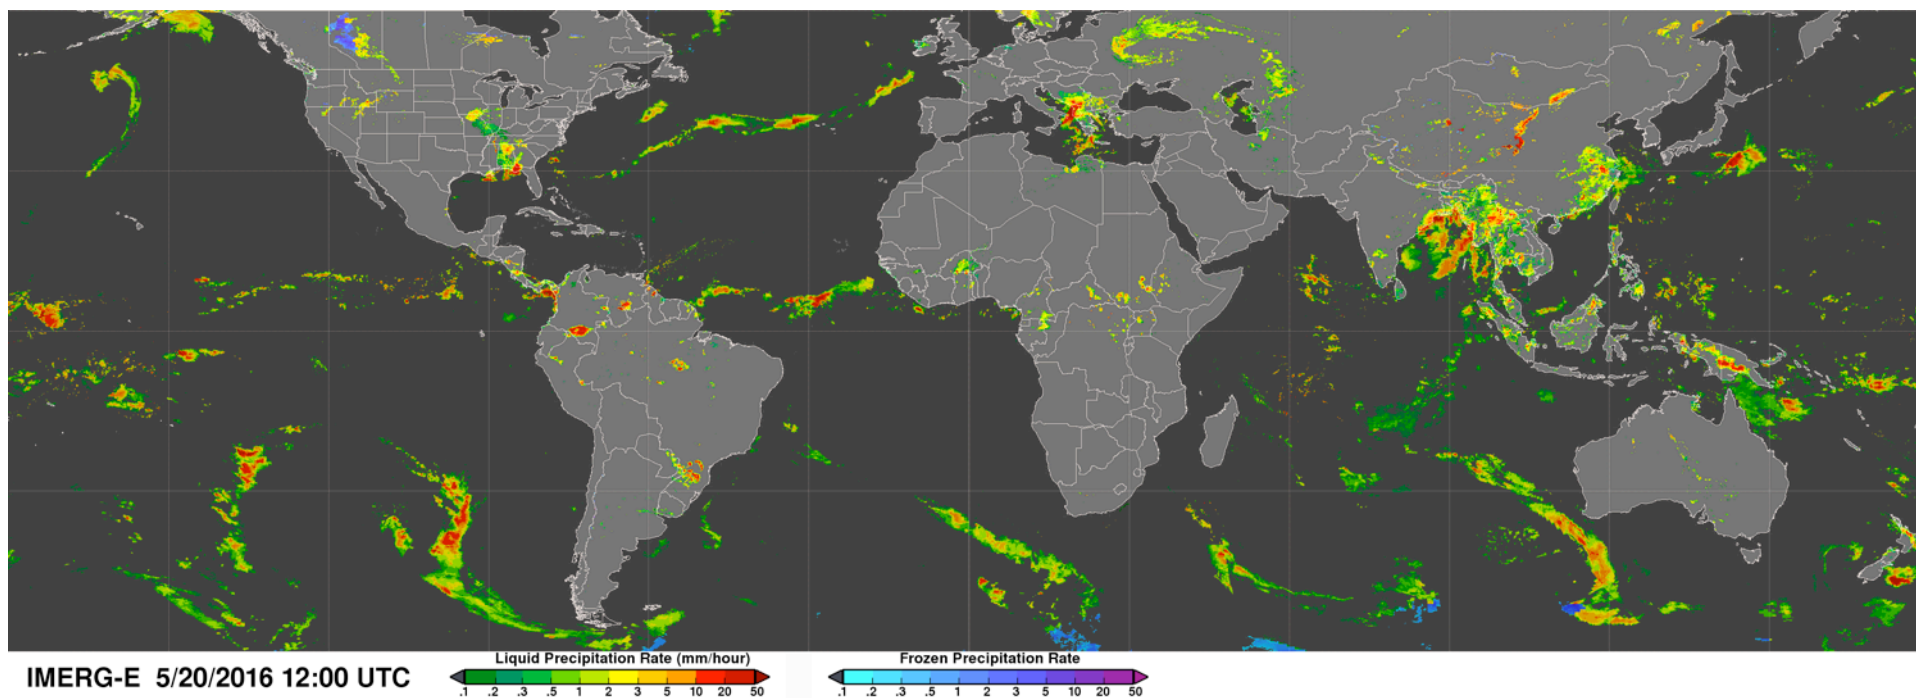 Liquid Precipitation Rate (mm/hour)
Frozen Precipitation Rate
IMERG-E 5/20/2016 12:00 UTC
.1 .2 .3 .5 1 2 3 5 10 20 50
.1 .2 .3 .5 1 2 3 5 10 20 50